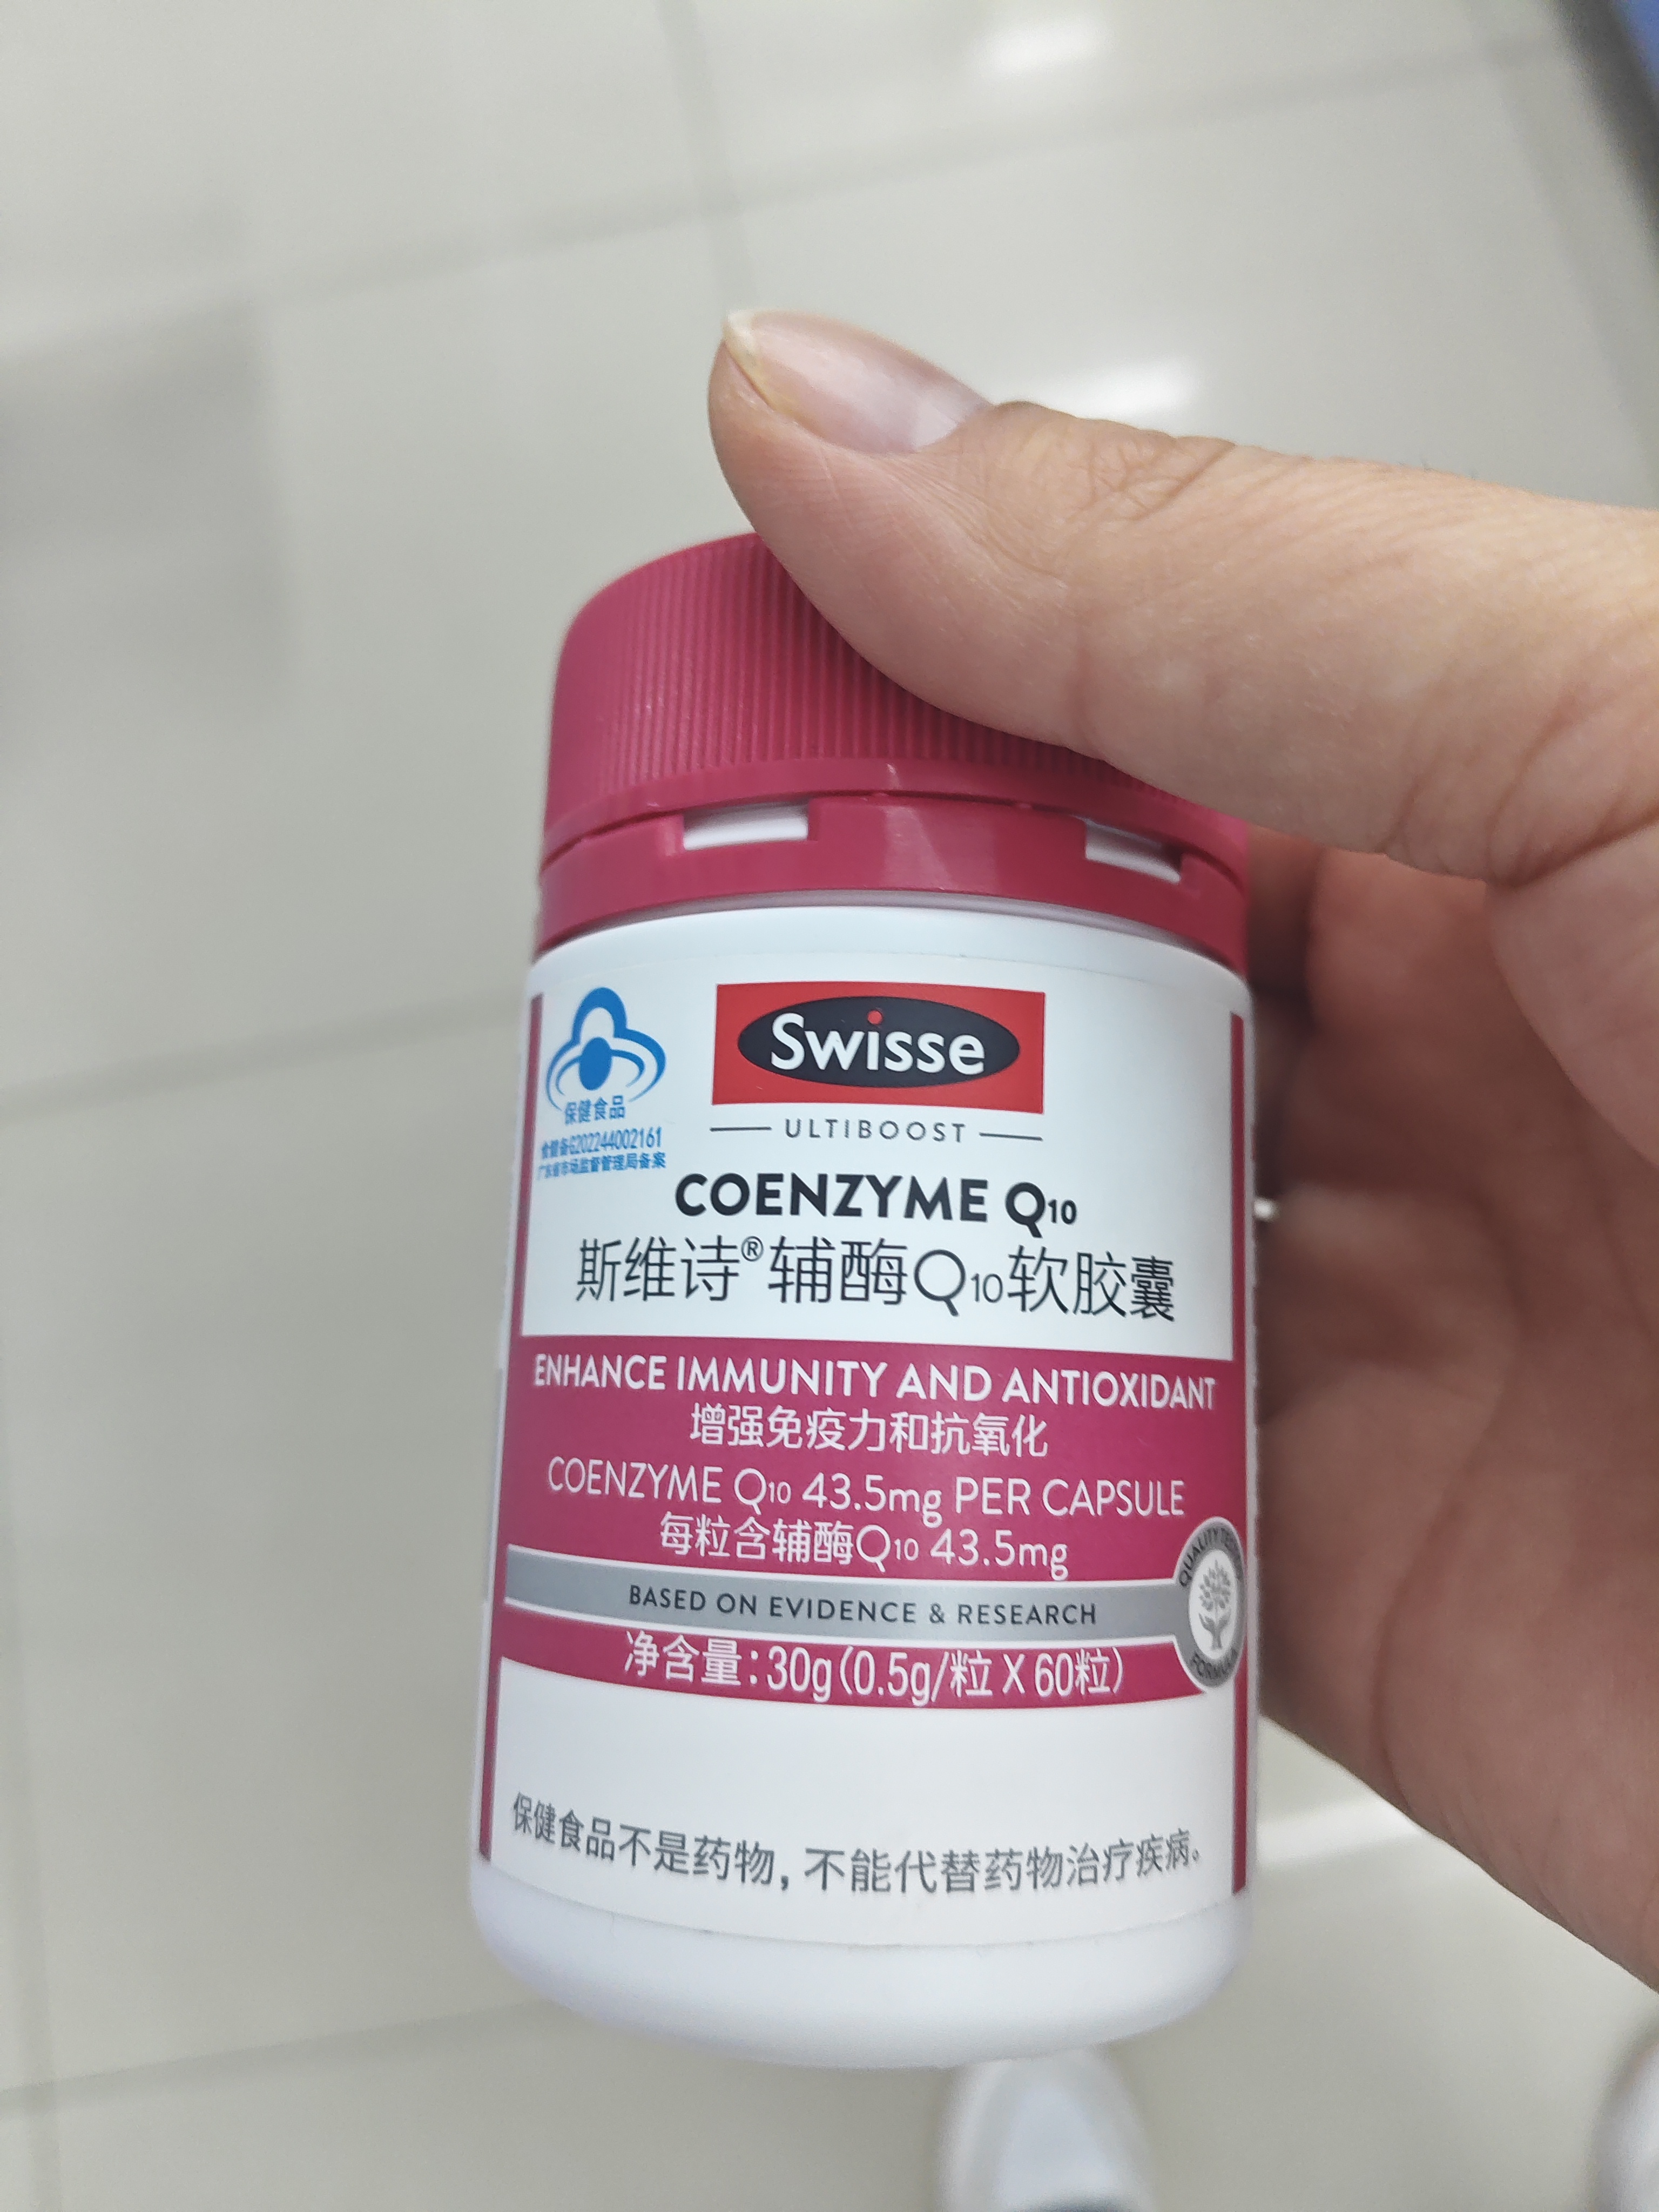 Swisse
ULTIBOOST
保健食品
食健备G202244002161
广东省市场监督管理局备案
COENZYME Q10
斯维诗®辅酶Q10软胶囊
ENHANCE IMMUNITY AND ANTIOXIDANT
增强免疫力和抗氧化
COENZYME Q10 43.5mg PER CAPSULE
每粒含辅酶Q10 43.5mg
BASED ON EVIDENCE & RESEARCH
QUALITY
净含量:30g(0.5g/粒 X 60粒)
保健食品不是药物,不能代替药物治疗疾病。